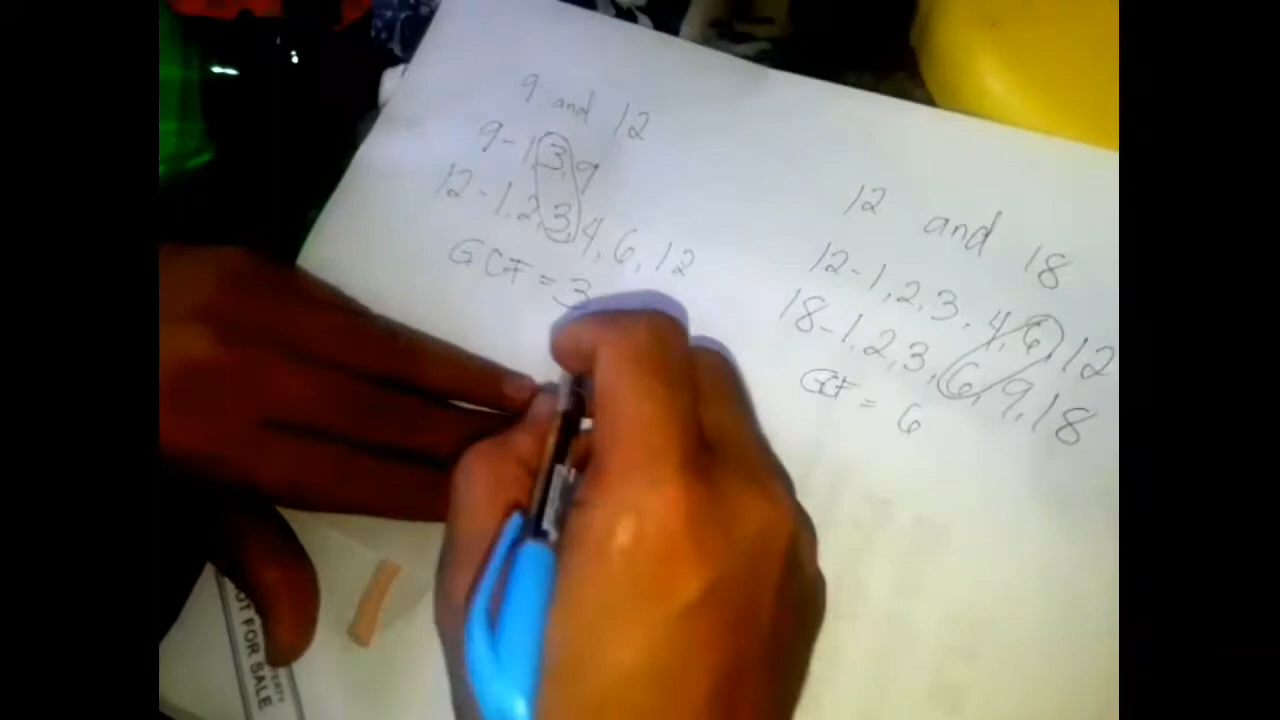 9 and 12
9-1,3,9
12-1,2,3,4,6,12
GCF=3
12 and 18
12-1,2,3,4,6,12
18-1,2,3,6,9,18
GCF=6
FOR SALE